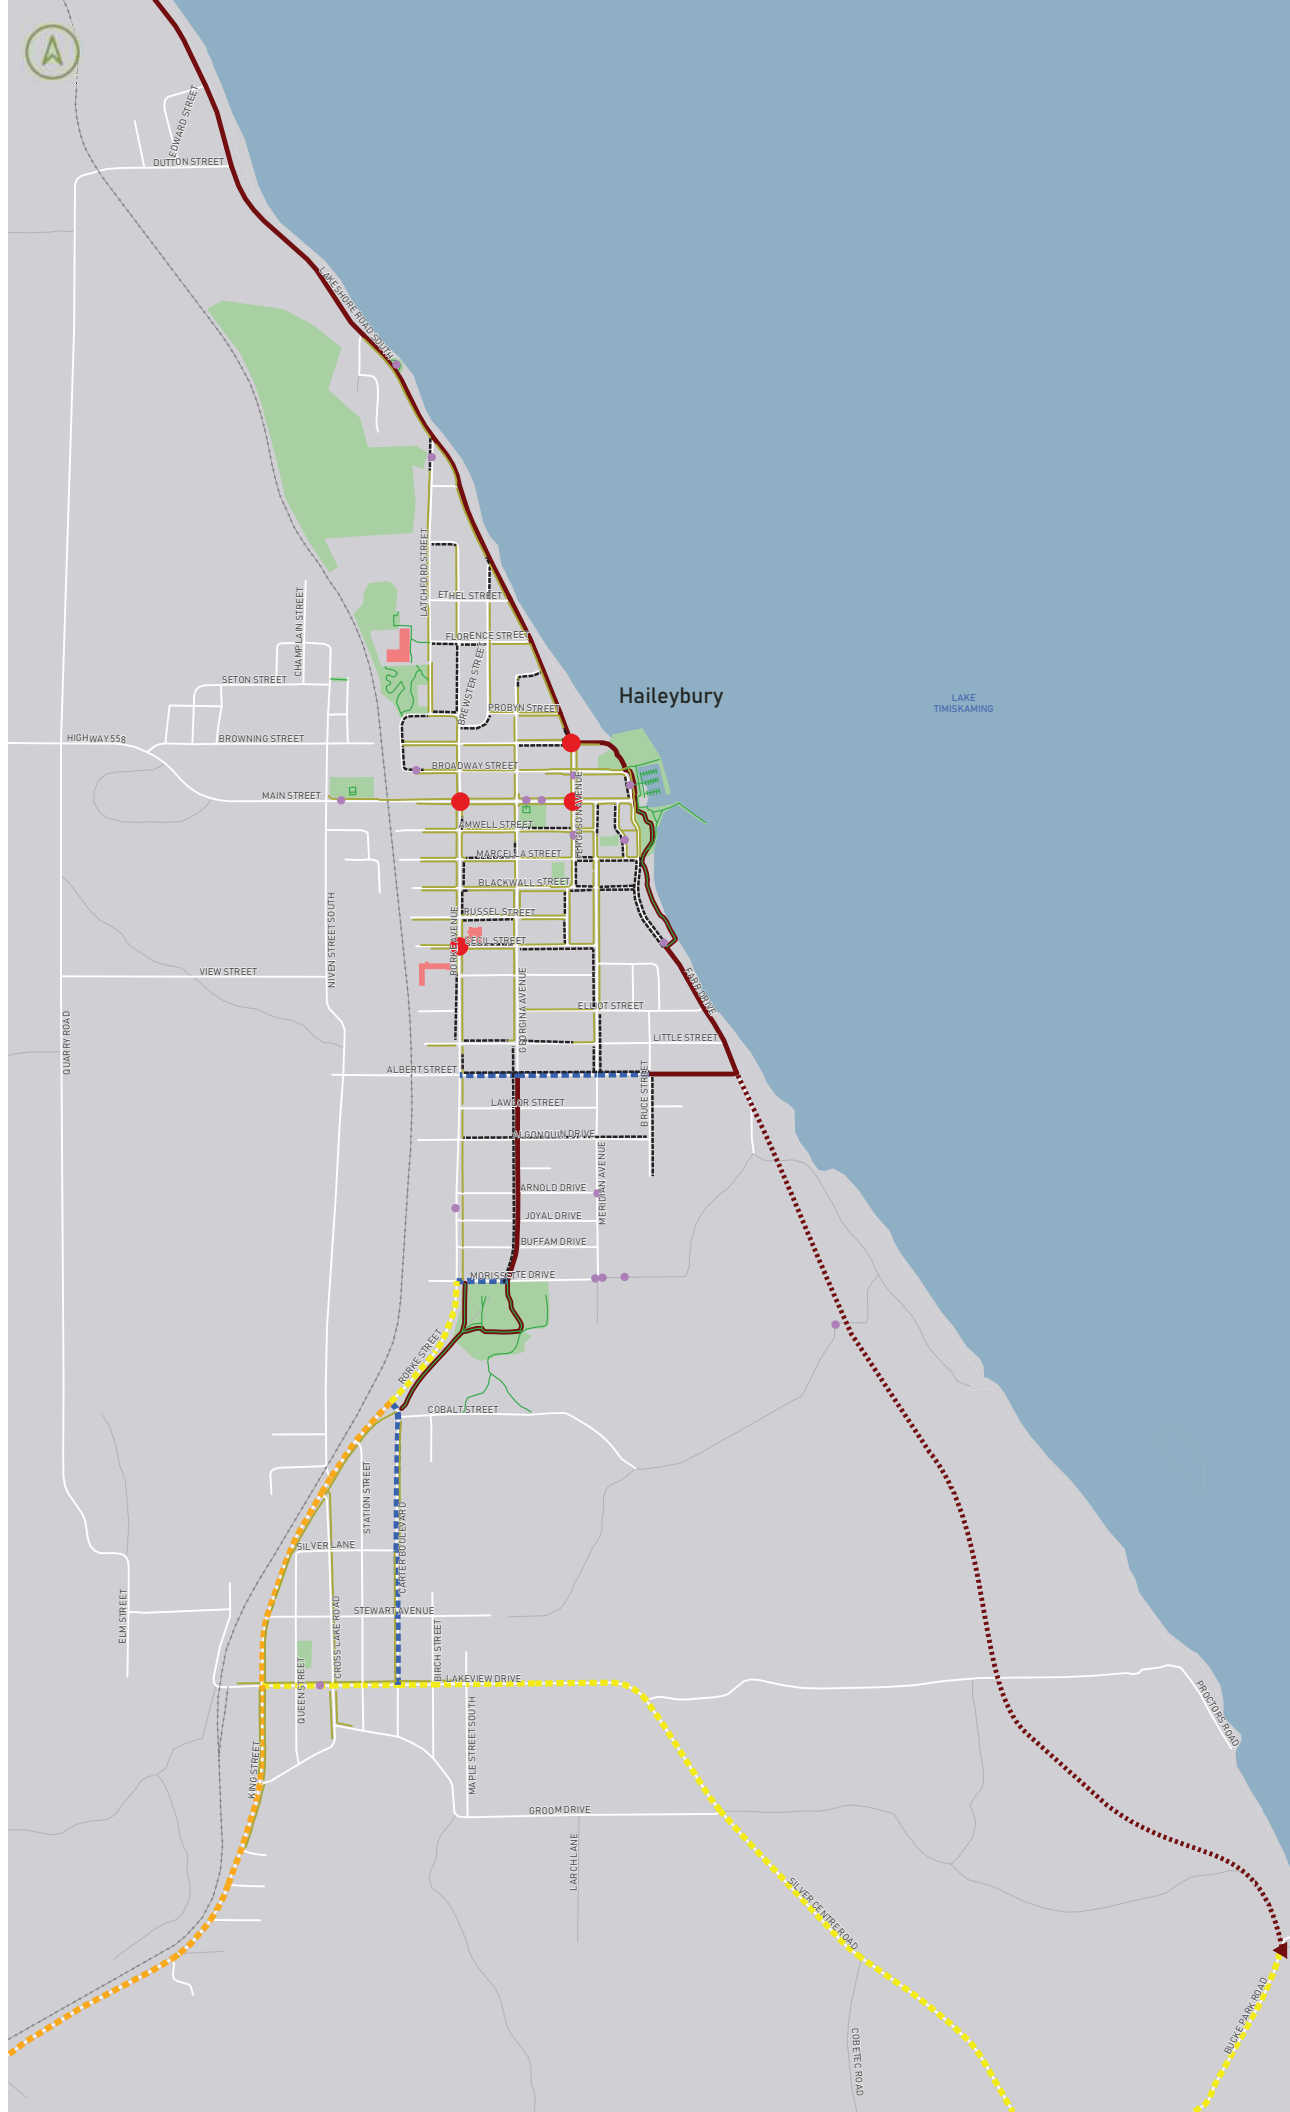 EDWARD STREET
DUTTON STREET
LAKESHORE ROAD SOUTH
LATCHFORD STREET
CHAMPLAIN STREET
ETHEL STREET
FLORENCE STREET
BREWSTER STREET
SETON STREET
Haileybury
LAKE
TIMISKAMING
PROBYN STREET
HIGHWAY 558
BROWNING STREET
BROADWAY STREET
MAIN STREET
FERGUSON AVENUE
AMWELL STREET
MARCELLA STREET
BLACKWALL STREET
RUSSEL STREET
RORKE AVENUE
CECIL STREET
NIVEN STREET SOUTH
VIEW STREET
FARR DRIVE
GEORGINA AVENUE
ELLIOT STREET
QUARRY ROAD
LITTLE STREET
ALBERT STREET
BRUCE STREET
LAWLOR STREET
ALGONQUIN DRIVE
MERIDIAN AVENUE
ARNOLD DRIVE
JOYAL DRIVE
BUFFAM DRIVE
MORISSETTE DRIVE
RORKE STREET
COBALT STREET
STATION STREET
CARTER BOULEVARD
SILVER LANE
ELM STREET
CROSS LAKE ROAD
STEWART AVENUE
BIRCH STREET
LAKEVIEW DRIVE
QUEEN STREET
PROCTORS ROAD
MAPLE STREET SOUTH
KING STREET
GROOM DRIVE
LARCH LANE
SILVER CENTRE ROAD
BUCKE PARK ROAD
COBETEC ROAD